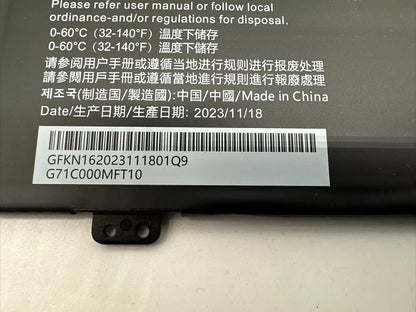 Please refer user manual or follow local
ordinance-and/or regulations for disposal.
0-60°C（32-140°F）温度下储存
0-60°C（32-140°F）溫度下儲存
请参阅用户手册或遵循当地进行规则进行报废处理
請參閱用戶手冊或遵循當地進行規則進行報廢處理
제조국(制造国/製造國):中国/中國/Made in China
Date/生产日期/生產日期: 2023/11/18
GFKN162023111801Q9
G71C000MFT10